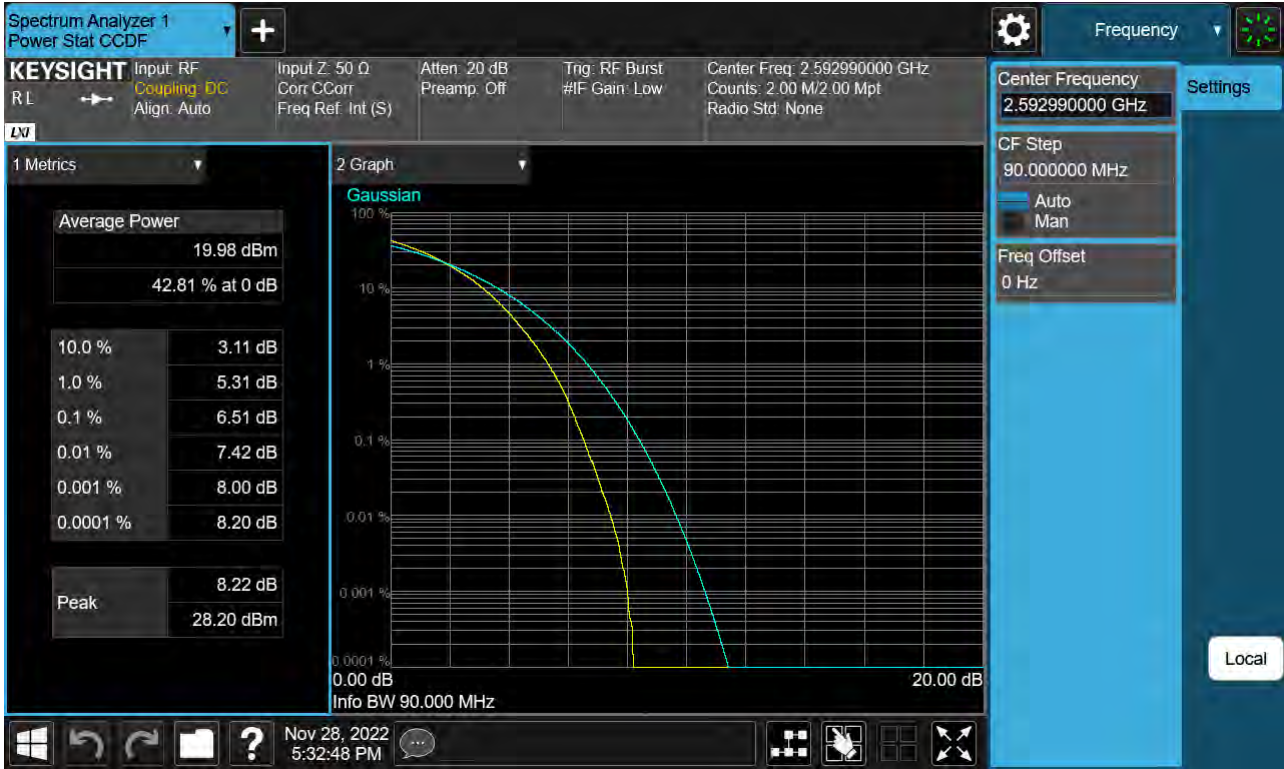 Spectrum Analyzer 1
Power Stat CCDF
+
Frequency
KEYSIGHT
R L
LXI
Input: RF
Coupling: DC
Align: Auto
Input Z: 50 Ω
Corr CCorr
Freq Ref: Int (S)
Atten: 20 dB
Preamp: Off
Trig: RF Burst
#IF Gain: Low
Center Freq: 2.592990000 GHz
Counts: 2.00 M/2.00 Mpt
Radio Std: None
Center Frequency
2.592990000 GHz
Settings
CF Step
90.000000 MHz
Auto
Man
Freq Offset
0 Hz
Local
1 Metrics
Average Power
19.98 dBm
42.81 % at 0 dB
10.0 % 3.11 dB
1.0 % 5.31 dB
0.1 % 6.51 dB
0.01 % 7.42 dB
0.001 % 8.00 dB
0.0001 % 8.20 dB
Peak
8.22 dB
28.20 dBm
2 Graph
Gaussian
100 %
10 %
1 %
0.1 %
0.01 %
0.001 %
0.0001 %
0.00 dB 20.00 dB
Info BW 90.000 MHz
?
Nov 28, 2022
5:32:48 PM